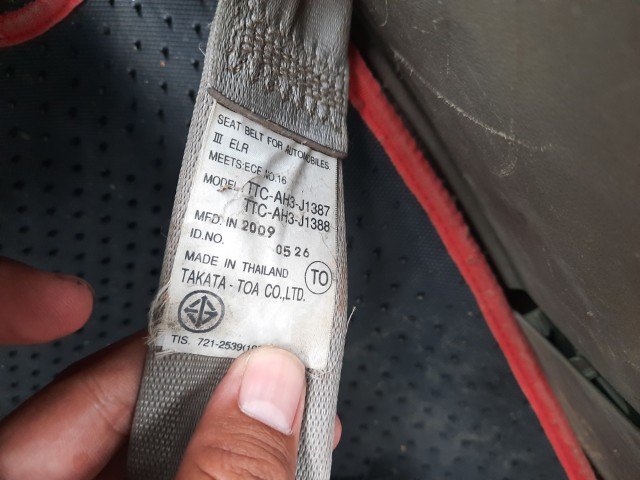 SEAT BELT FOR AUTOMOBILES
III ELR
MEETS:ECE NO.16
MODEL: TTC-AH3-J1387
TTC-AH3-J1388
MFD. IN 2009
ID.NO. 0526
MADE IN THAILAND
TO
TAKATA - TOA CO.,LTD.
TIS. 721-2539